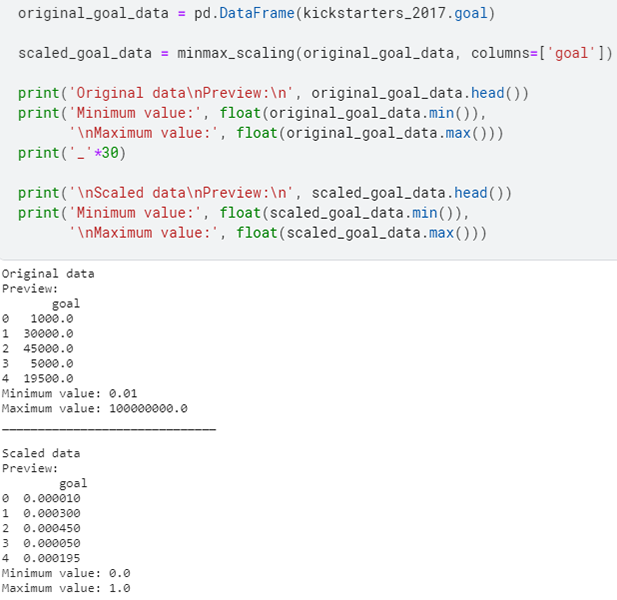 original_goal_data = pd.DataFrame(kickstarters_2017.goal)
scaled_goal_data = minmax_scaling(original_goal_data, columns=['goal'])
print('Original data\nPreview:\n', original_goal_data.head())
print('Minimum value:', float(original_goal_data.min()),
'\nMaximum value:', float(original_goal_data.max()))
print('_'*30)
print('\nScaled data\nPreview:\n', scaled_goal_data.head())
print('Minimum value:', float(scaled_goal_data.min()),
'\nMaximum value:', float(scaled_goal_data.max()))
Original data
Preview:
goal
0 1000.0
1 30000.0
2 45000.0
3 5000.0
4 19500.0
Minimum value: 0.01
Maximum value: 100000000.0
______________________________
Scaled data
Preview:
goal
0 0.000010
1 0.000300
2 0.000450
3 0.000050
4 0.000195
Minimum value: 0.0
Maximum value: 1.0